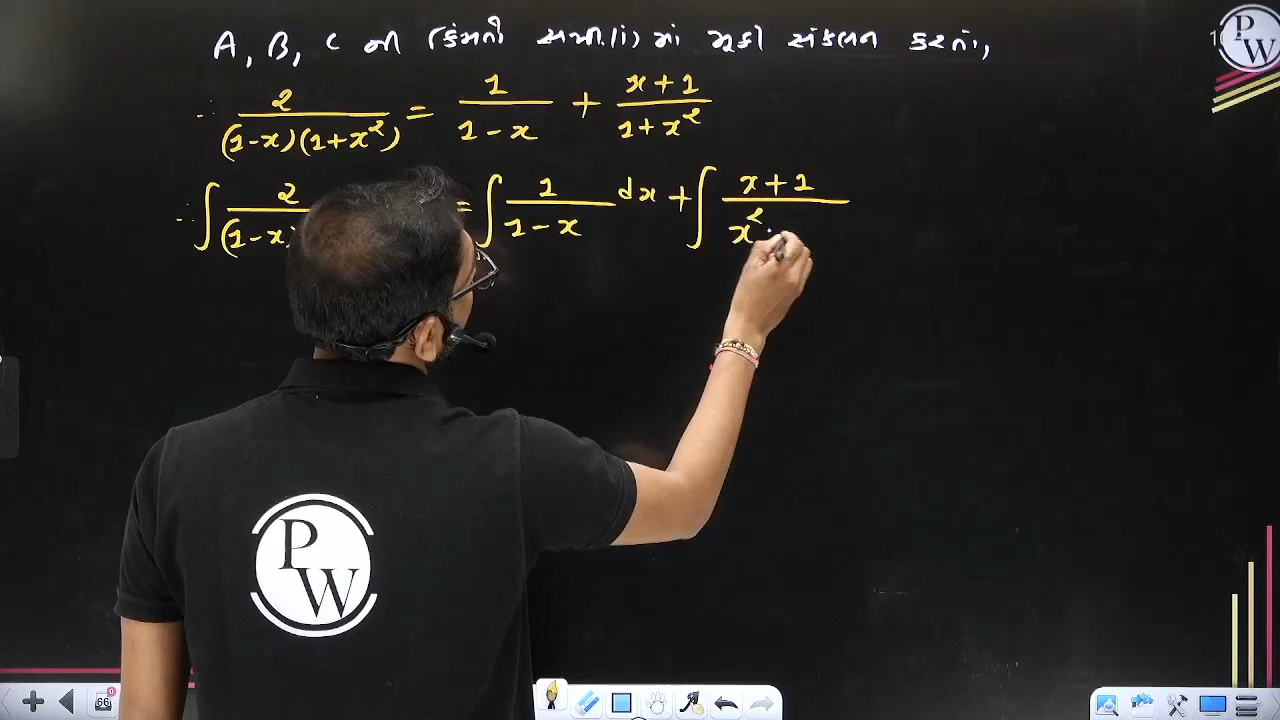 A, B, C ની કિંમતો સમી.(i) માં મૂકી સંકલન કરતાં,
∴ 2/((1-x)(1+x²)) = 1/(1-x) + (x+1)/(1+x²)
∴ ∫ 2/((1-x) = ∫ 1/(1-x) dx + ∫ (x+1)/x²
PW
PW
66